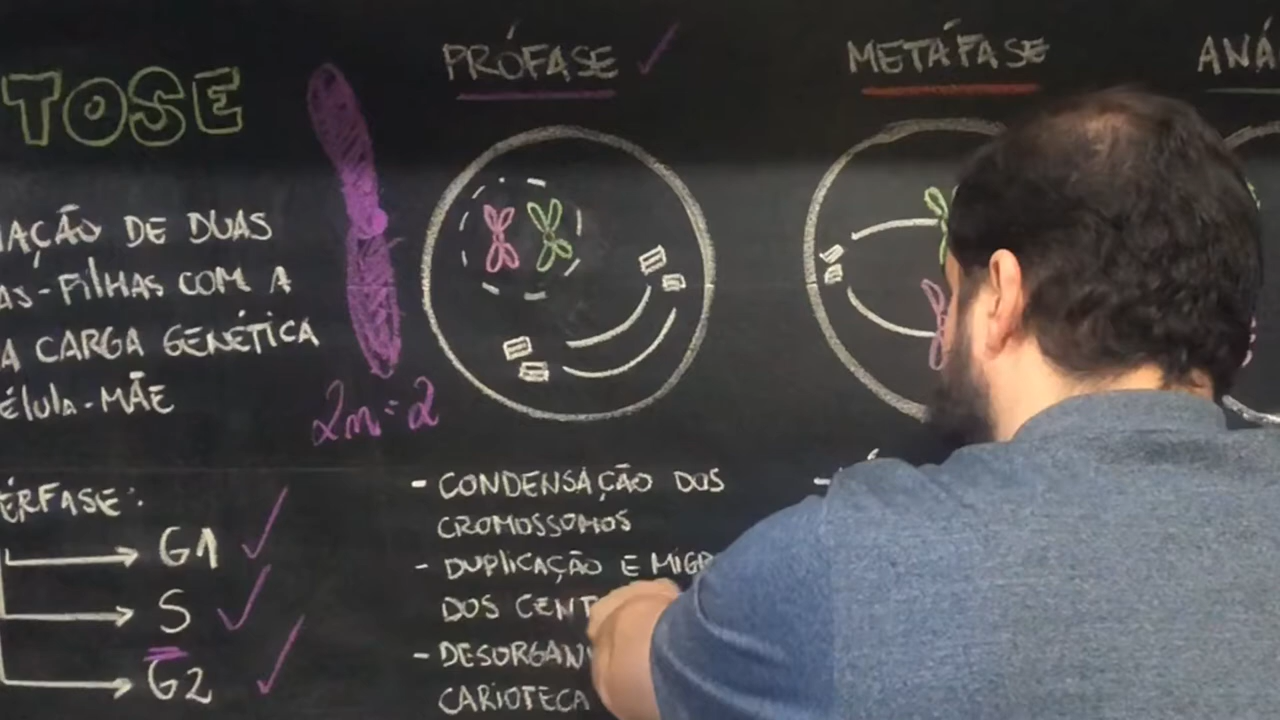 TOSE
PRÓFASE
METÁFASE
ANÁ
AÇÃO DE DUAS
AS-FILHAS COM A
A CARGA GENÉTICA
ÉlulA-MÃE
2n=2
ÉRFASE:
G1
S
G2
- CONDENSAÇÃO DOS
CROMOSSOMOS
- DUPLICAÇÃO E MIGR
DOS CENT
- DESORGAN
CARIOTECA